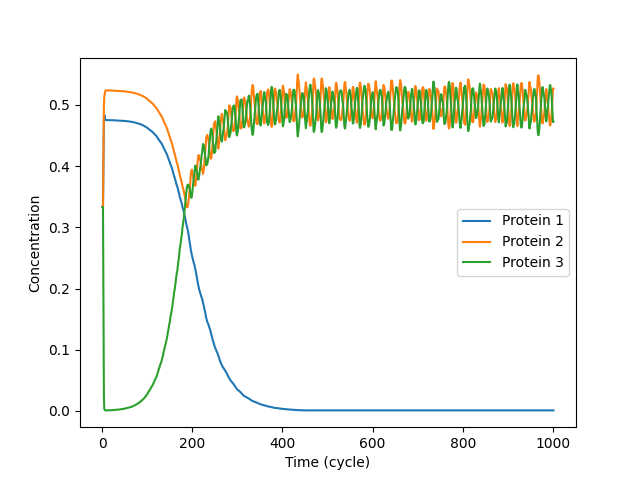 Concentration
0.5
0.4
0.3
0.2
0.1
0.0
Protein 1
Protein 2
Protein 3
0 200 400 600 800 1000
Time (cycle)